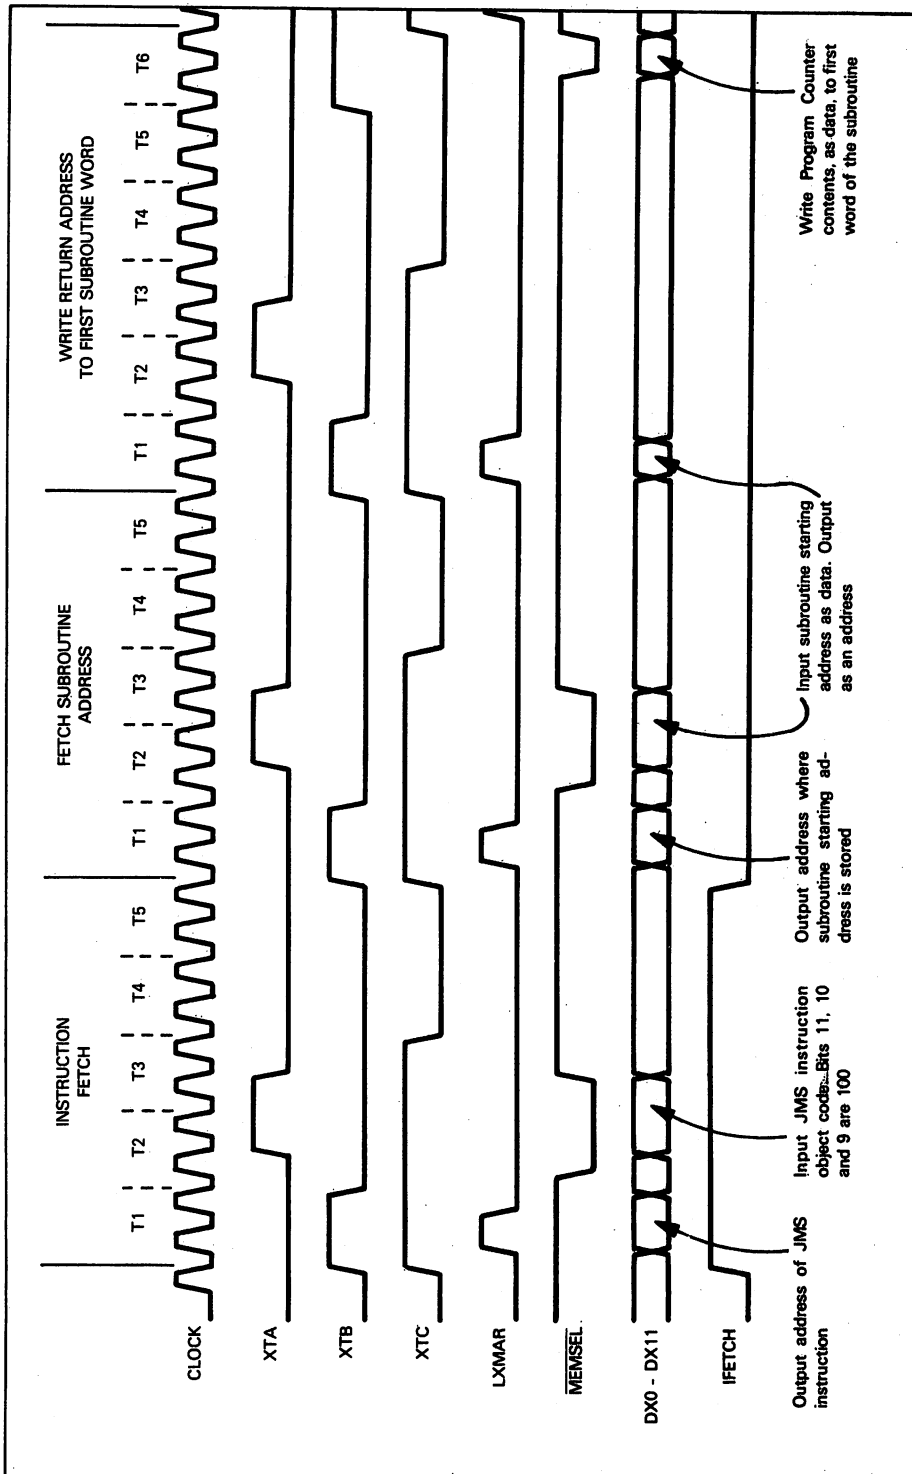 INSTRUCTION
FETCH
FETCH SUBROUTINE
ADDRESS
WRITE RETURN ADDRESS
TO FIRST SUBROUTINE WORD
T1
T2
T3
T4
T5
T1
T2
T3
T4
T5
T1
T2
T3
T4
T5
T6
CLOCK
XTA
XTB
XTC
LXMAR
MEMSEL
DX0 - DX11
IFETCH
Output address of JMS
instruction
Input JMS instruction
object code. Bits 11, 10
and 9 are 100
Output address where
subroutine starting ad-
dress is stored
Input subroutine starting
address as data. Output
as an address
Write Program Counter
contents, as data, to first
word of the subroutine